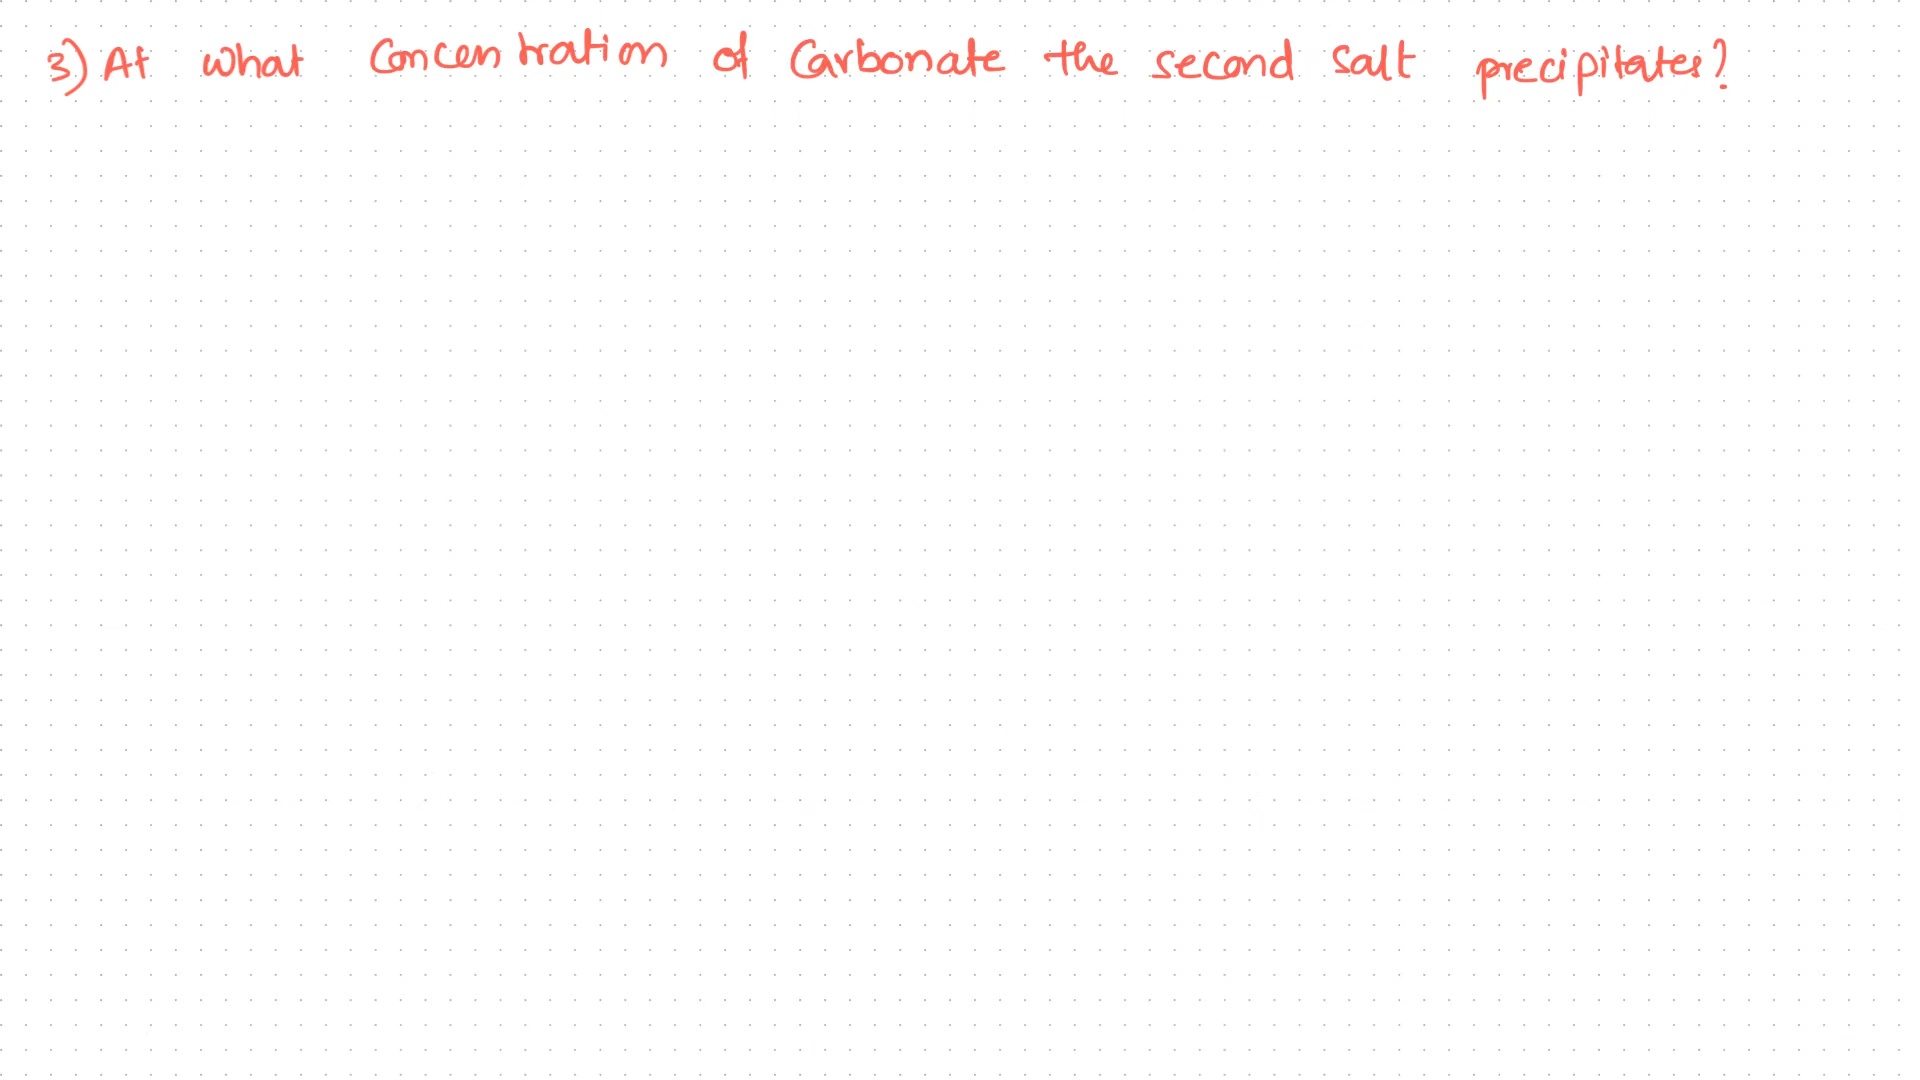 3) At what Concentration of Carbonate the second salt precipitates?